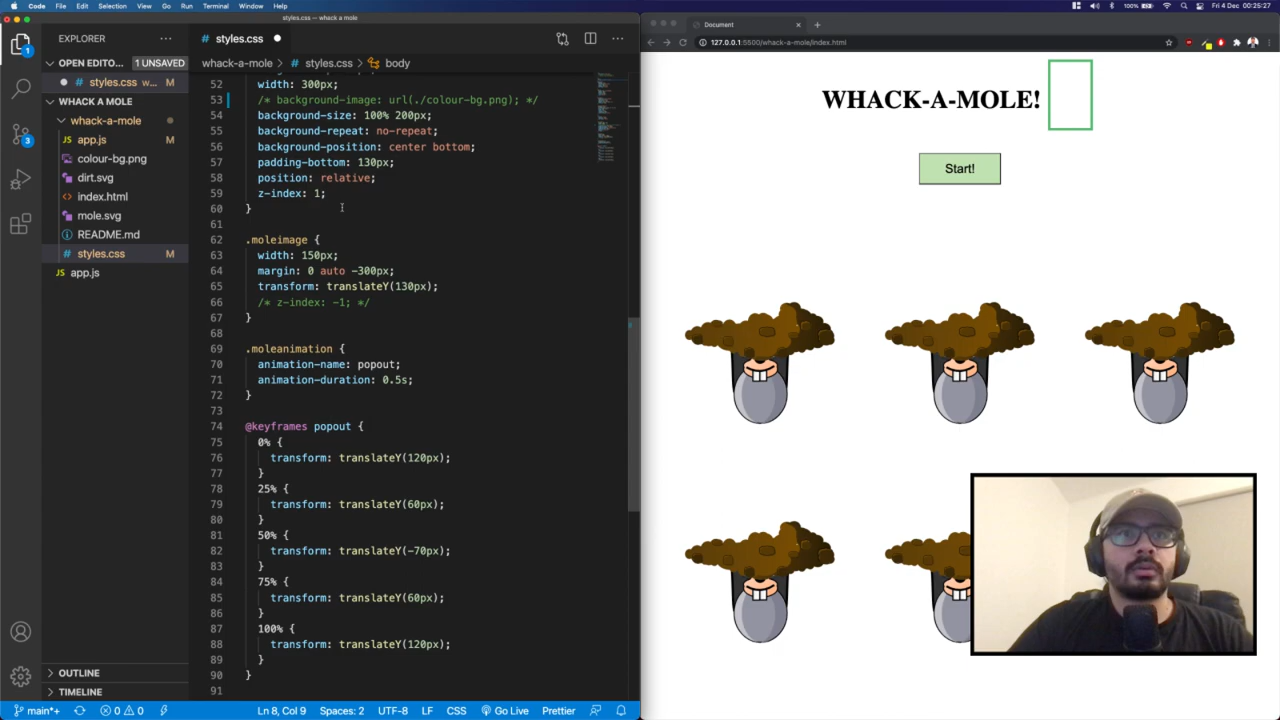 Code File Edit Selection View Go Run Terminal Window Help
100% Fri 4 Dec 00:25:27
styles.css — whack a mole
EXPLORER
OPEN EDITO... 1 UNSAVED
styles.css w... M
WHACK A MOLE
whack-a-mole
app.js
colour-bg.png
dirt.svg
index.html
mole.svg
README.md
styles.css M
app.js
OUTLINE
TIMELINE
1
3
styles.css
whack-a-mole styles.css body
52 width: 300px;
53 /* background-image: url(./colour-bg.png); */
54 background-size: 100% 200px;
55 background-repeat: no-repeat;
56 background-position: center bottom;
57 padding-bottom: 130px;
58 position: relative;
59 z-index: 1;
60 }
61
62 .moleimage {
63 width: 150px;
64 margin: 0 auto -300px;
65 transform: translateY(130px);
66 /* z-index: -1; */
67 }
68
69 .moleanimation {
70 animation-name: popout;
71 animation-duration: 0.5s;
72 }
73
74 @keyframes popout {
75 0% {
76 transform: translateY(120px);
77 }
78 25% {
79 transform: translateY(60px);
80 }
81 50% {
82 transform: translateY(-70px);
83 }
84 75% {
85 transform: translateY(60px);
86 }
87 100% {
88 transform: translateY(120px);
89 }
90 }
91
main*+ 0 0 Ln 8, Col 9 Spaces: 2 UTF-8 LF CSS Go Live Prettier
Document
127.0.0.1:5500/whack-a-mole/index.html
WHACK-A-MOLE!
Start!